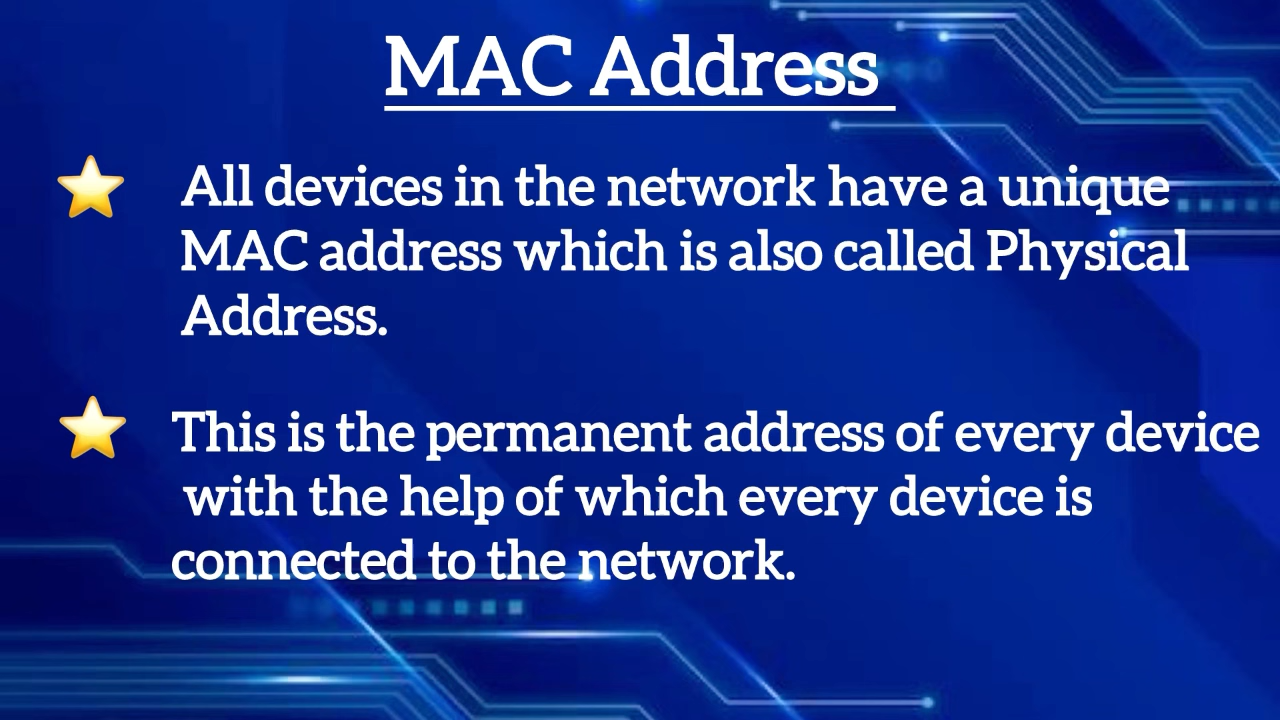 MAC Address
All devices in the network have a unique
MAC address which is also called Physical
Address.
This is the permanent address of every device
with the help of which every device is
connected to the network.